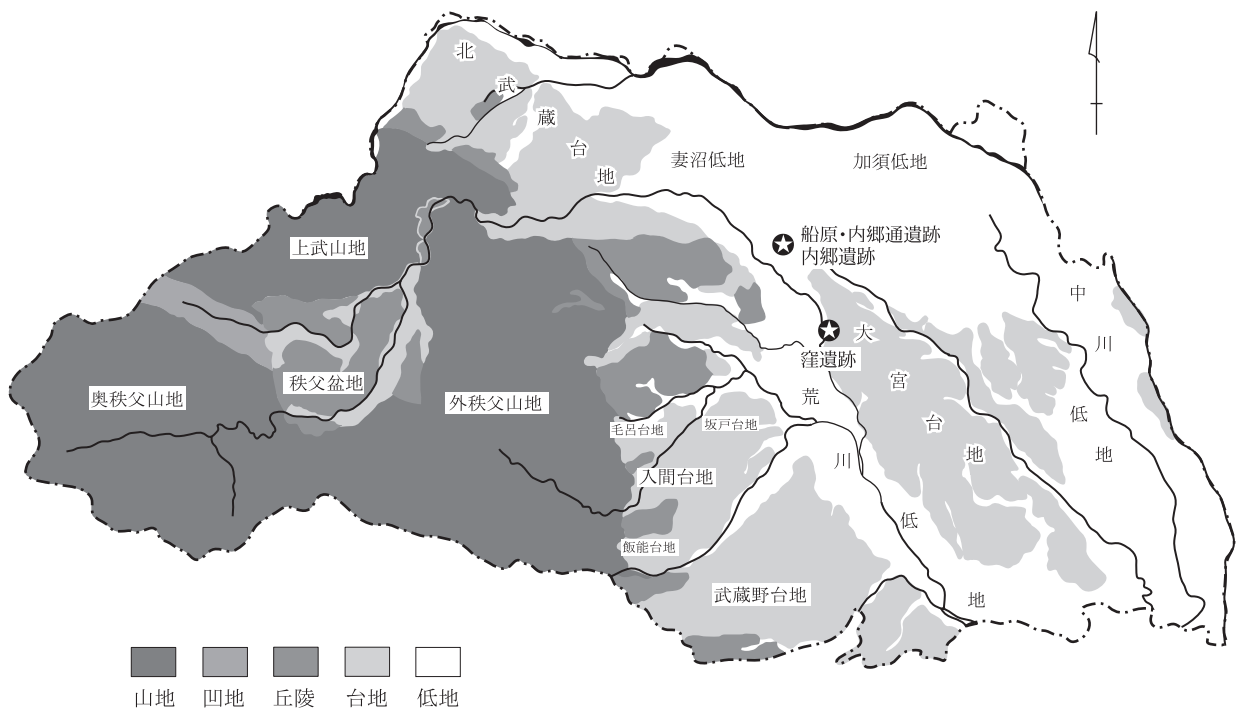 北武蔵台地
妻沼低地
加須低地
上武山地
船原・内郷通遺跡
内郷遺跡
中川低地
大宮台地
窪遺跡
秩父盆地
奥秩父山地
外秩父山地
荒川低地
毛呂台地
坂戸台地
入間台地
飯能台地
武蔵野台地
山地
凹地
丘陵
台地
低地